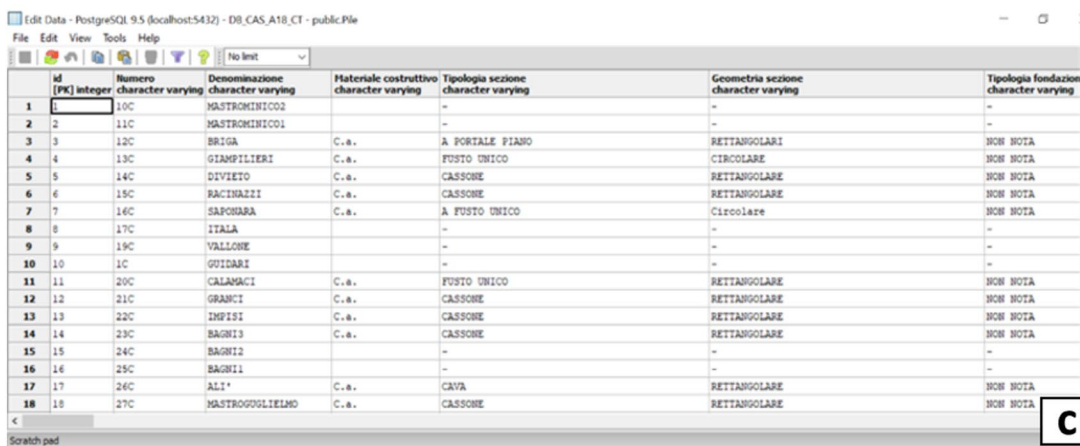 Edit Data - PostgreSQL 9.5 (localhost:5432) - DB_CAS_A18_CT - public.Pile
File Edit View Tools Help
No limit
id Numero Denominazione Materiale costruttivo Tipologia sezione Geometria sezione Tipologia fondazion
[PK] integer character varying character varying character varying character varying character varying character varying
1 1 10C MASTROMINICO2 - - -
2 2 11C MASTROMINICO1 - - -
3 3 12C BRIGA C.a. A PORTALE PIANO RETTANGOLARI NON NOTA
4 4 13C GIAMPILIERI C.a. FUSTO UNICO CIRCOLARE NON NOTA
5 5 14C DIVIETO C.a. CASSONE RETTANGOLARE NON NOTA
6 6 15C RACINAZZI C.a. CASSONE RETTANGOLARE NON NOTA
7 7 16C SAPONARA C.a. A FUSTO UNICO Circolare NON NOTA
8 8 17C ITALA - - -
9 9 19C VALLONE - - -
10 10 1C GUIDARI - - -
11 11 20C CALAMACI C.a. FUSTO UNICO RETTANGOLARE NON NOTA
12 12 21C GRANCI C.a. CASSONE RETTANGOLARE NON NOTA
13 13 22C IMPISI C.a. CASSONE RETTANGOLARE NON NOTA
14 14 23C BAGNI3 C.a. CASSONE RETTANGOLARE NON NOTA
15 15 24C BAGNI2 - - -
16 16 25C BAGNI1 - - -
17 17 26C ALI' C.a. CAVA RETTANGOLARE NON NOTA
18 18 27C MASTROGUGLIELMO C.a. CASSONE RETTANGOLARE NON NOTA
C
Scratch pad